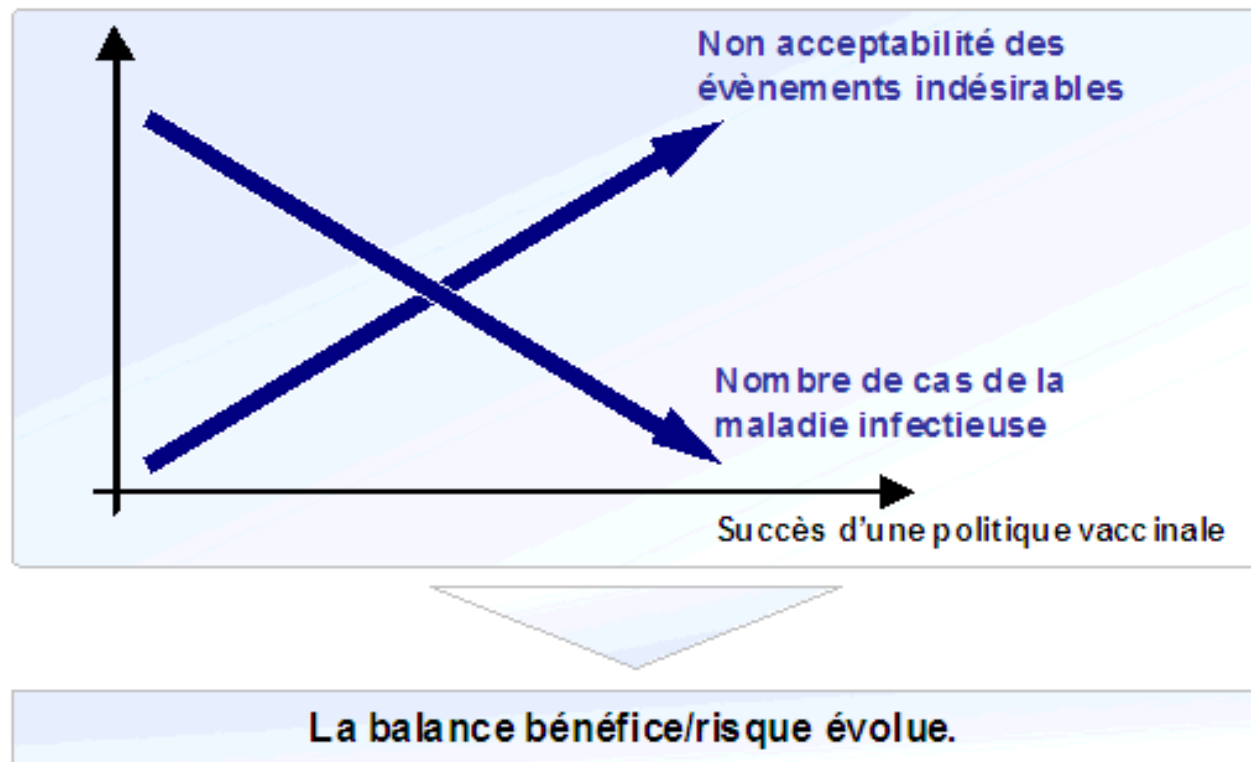 Non acceptabilité des
évènements indésirables
Nombre de cas de la
maladie infectieuse
Succès d'une politique vaccinale
La balance bénéfice/risque évolue.